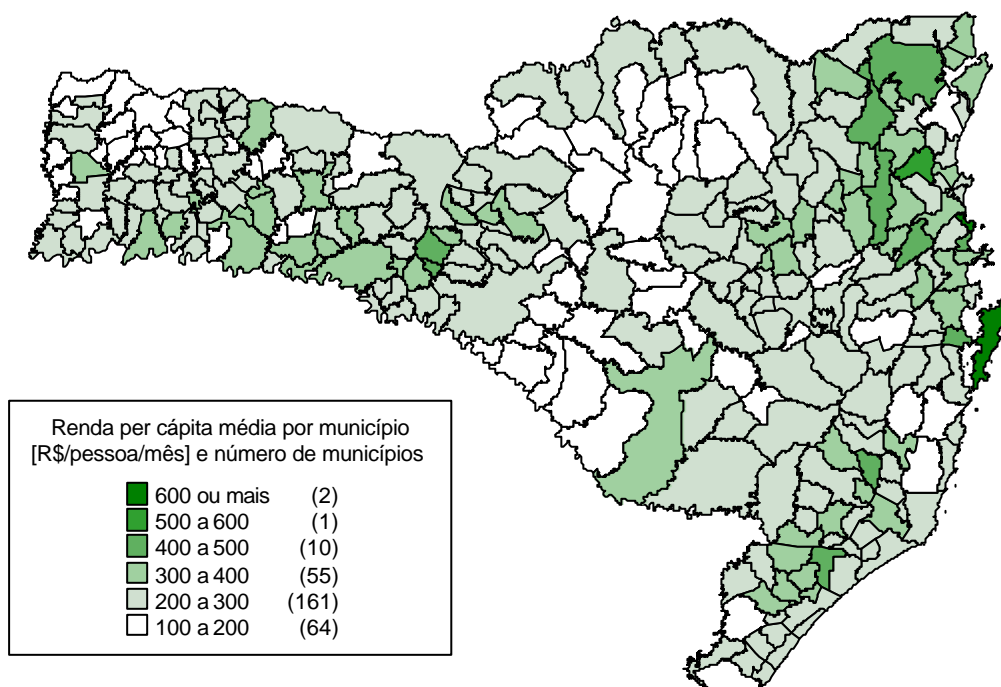 Renda per cápita média por município
[R$/pessoa/mês] e número de municípios
600 ou mais (2)
500 a 600 (1)
400 a 500 (10)
300 a 400 (55)
200 a 300 (161)
100 a 200 (64)